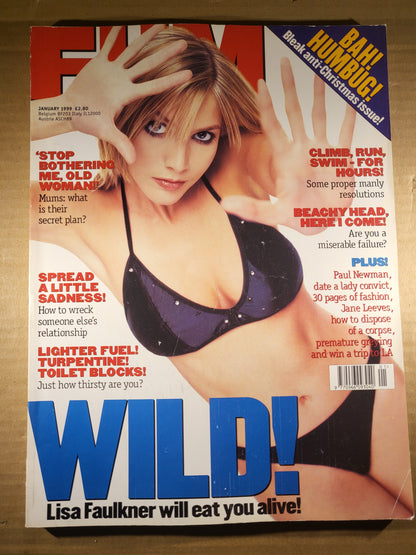 FHM
BAH!
HUMBUG!
Bleak anti-Christmas issue!
JANUARY 1999 £2.80
'STOP
BOTHERING
ME, OLD
WOMAN!'
Mums: what
is their
secret plan?
SPREAD
A LITTLE
SADNESS!
How to wreck
someone else's
relationship
LIGHTER FUEL!
TURPENTINE!
TOILET BLOCKS!
Just how thirsty are you?
CLIMB, RUN,
SWIM - FOR
HOURS!
Some proper manly
resolutions
BEACHY HEAD,
HERE I COME!
Are you a
miserable failure?
PLUS!
Paul Newman,
date a lady convict,
30 pages of fashion,
Jane Leeves,
how to dispose
of a corpse,
premature greying
and win a trip to LA
WILD!
Lisa Faulkner will eat you alive!